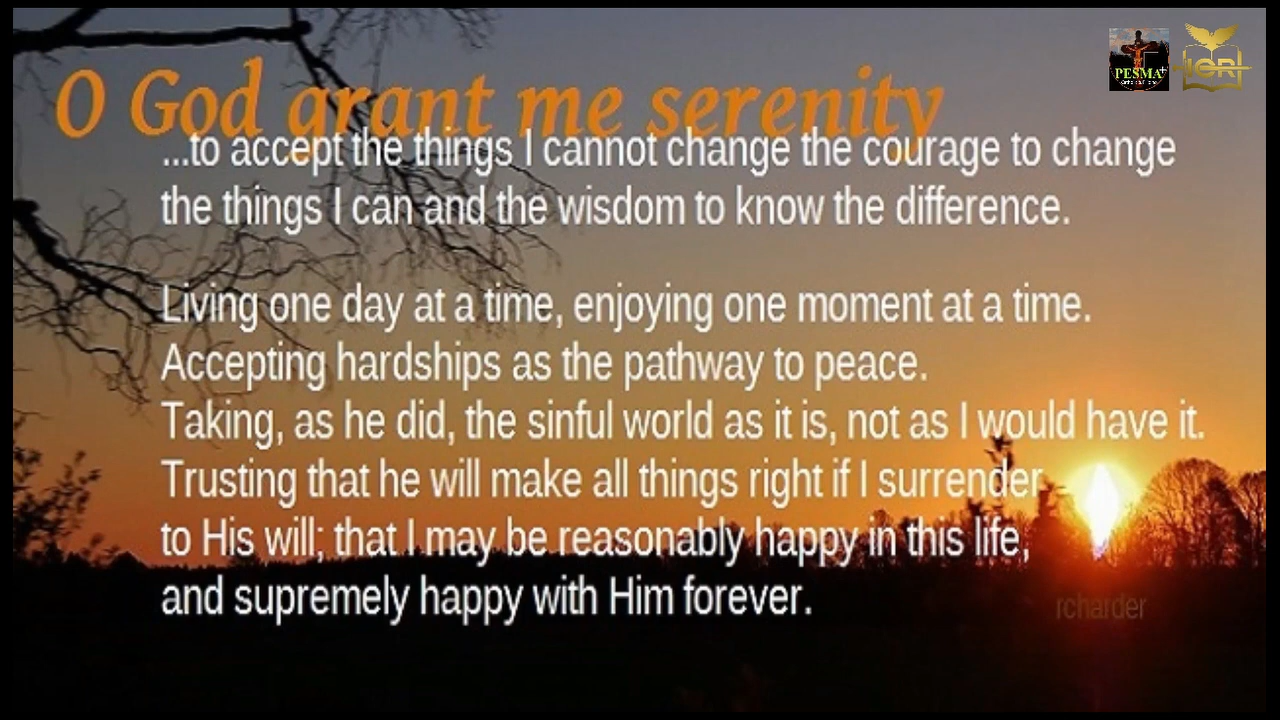 O God grant me serenity
...to accept the things I cannot change the courage to change
the things I can and the wisdom to know the difference.
Living one day at a time, enjoying one moment at a time.
Accepting hardships as the pathway to peace.
Taking, as he did, the sinful world as it is, not as I would have it.
Trusting that he will make all things right if I surrender
to His will; that I may be reasonably happy in this life,
and supremely happy with Him forever.
rcharder
PESMA